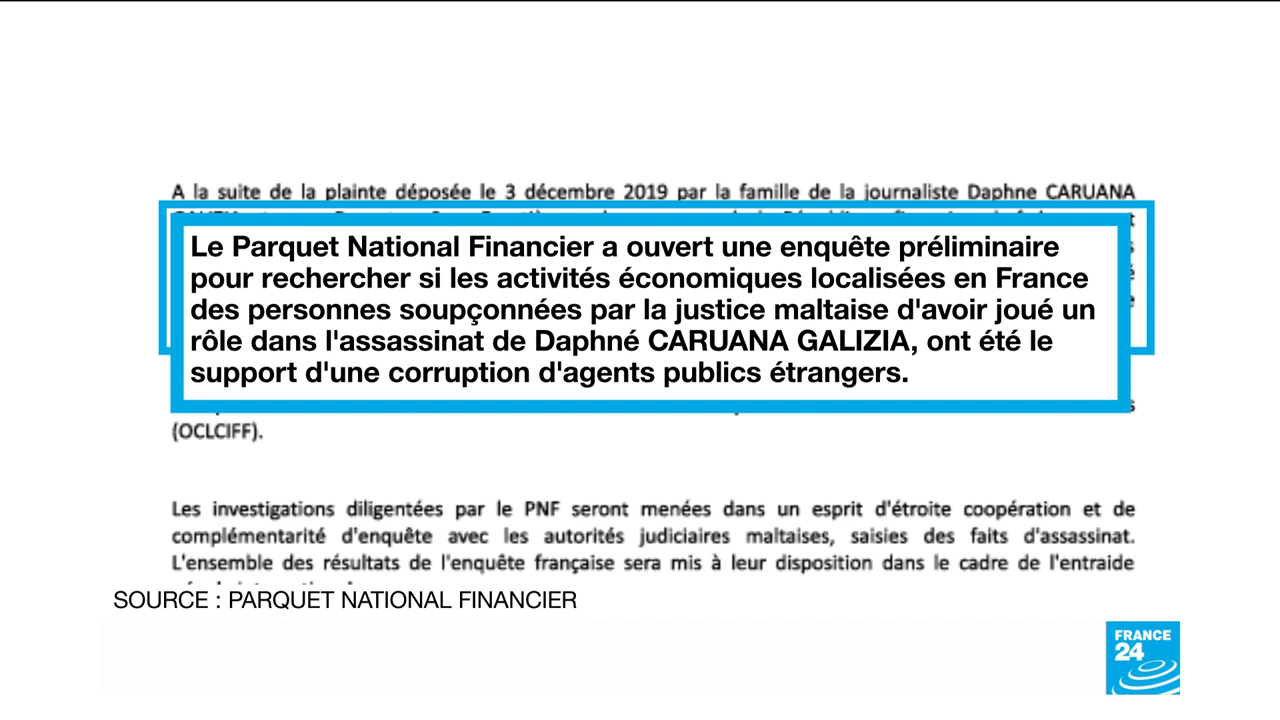 A la suite de la plainte déposée le 3 décembre 2019 par la famille de la journaliste Daphne CARUANA
Le Parquet National Financier a ouvert une enquête préliminaire
pour rechercher si les activités économiques localisées en France
des personnes soupçonnées par la justice maltaise d'avoir joué un
rôle dans l'assassinat de Daphné CARUANA GALIZIA, ont été le
support d'une corruption d'agents publics étrangers.
(OCLCIFF).
Les investigations diligentées par le PNF seront menées dans un esprit d'étroite coopération et de
complémentarité d'enquête avec les autorités judiciaires maltaises, saisies des faits d'assassinat.
L'ensemble des résultats de l'enquête française sera mis à leur disposition dans le cadre de l'entraide
SOURCE : PARQUET NATIONAL FINANCIER
FRANCE
24